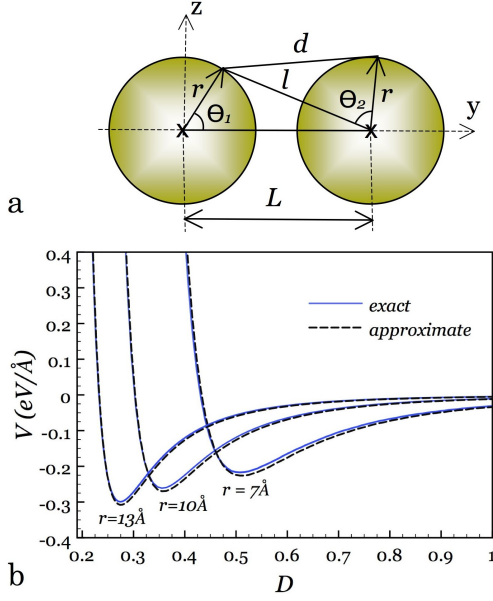 z
d
r
l
Θ₁
Θ₂
r
y
x
x
L
a
0.4
0.3
0.2
0.1
0
-0.1
-0.2
-0.3
-0.4
V (eV/Å)
exact
approximate
r=13Å
r=10Å
r = 7Å
0.2 0.3 0.4 0.5 0.6 0.7 0.8 0.9 1
D
b